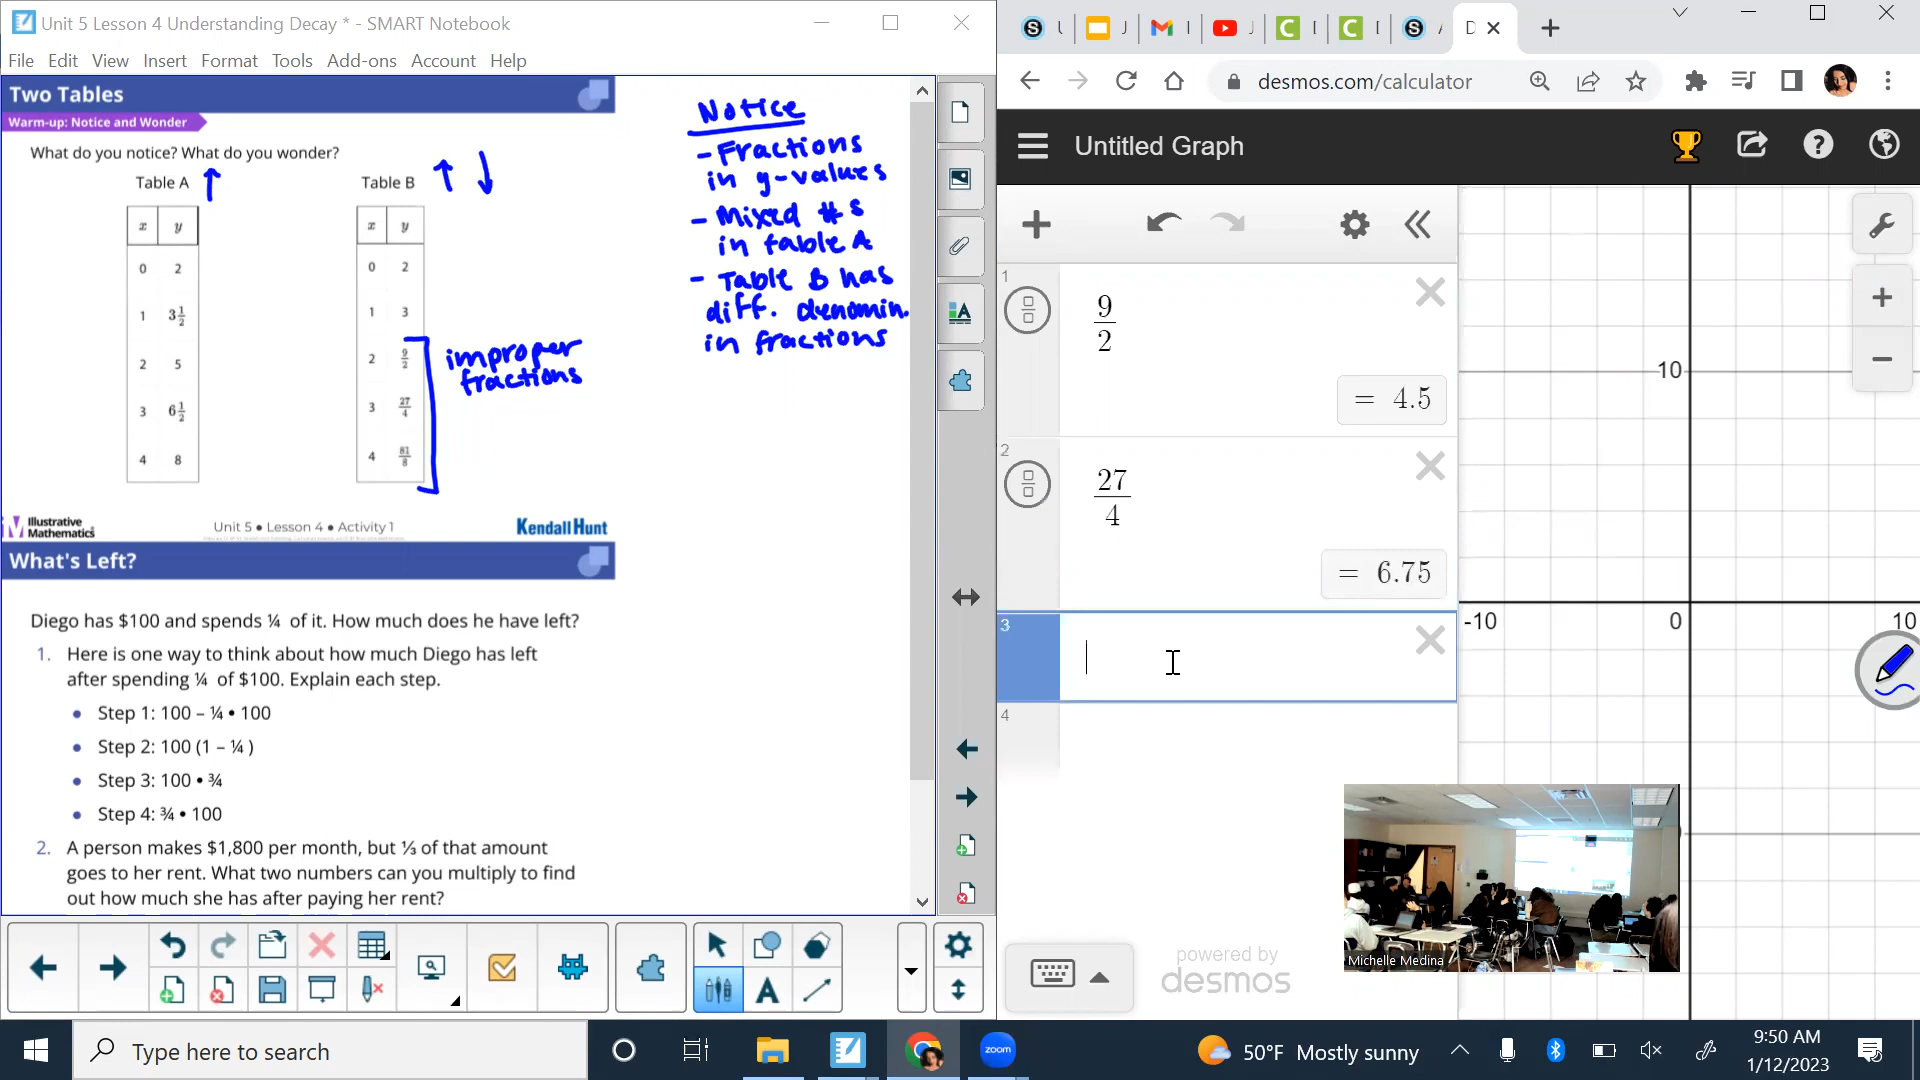 Unit 5 Lesson 4 Understanding Decay * - SMART Notebook
File Edit View Insert Format Tools Add-ons Account Help
Two Tables
Warm-up: Notice and Wonder
What do you notice? What do you wonder?
Table A
x y
0 2
1 3 1/2
2 5
3 6 1/2
4 8
Table B
x y
0 2
1 3
2 9/2
3 27/4
4 81/8
improper
fractions
Notice
- Fractions
in y-values
- Mixed #s
in table A
- Table B has
diff. denomin.
in fractions
Illustrative
Mathematics
Unit 5 • Lesson 4 • Activity 1
Kendall Hunt
What's Left?
Diego has $100 and spends ¼ of it. How much does he have left?
1. Here is one way to think about how much Diego has left
after spending ¼ of $100. Explain each step.
• Step 1: 100 – ¼ • 100
• Step 2: 100 (1 – ¼ )
• Step 3: 100 • ¾
• Step 4: ¾ • 100
2. A person makes $1,800 per month, but ⅓ of that amount
goes to her rent. What two numbers can you multiply to find
out how much she has after paying her rent?
desmos.com/calculator
Untitled Graph
1
9/2
= 4.5
2
27/4
= 6.75
3
4
10
-10 0 10
powered by
desmos
Michelle Medina
Type here to search
zoom
50°F Mostly sunny
9:50 AM
1/12/2023